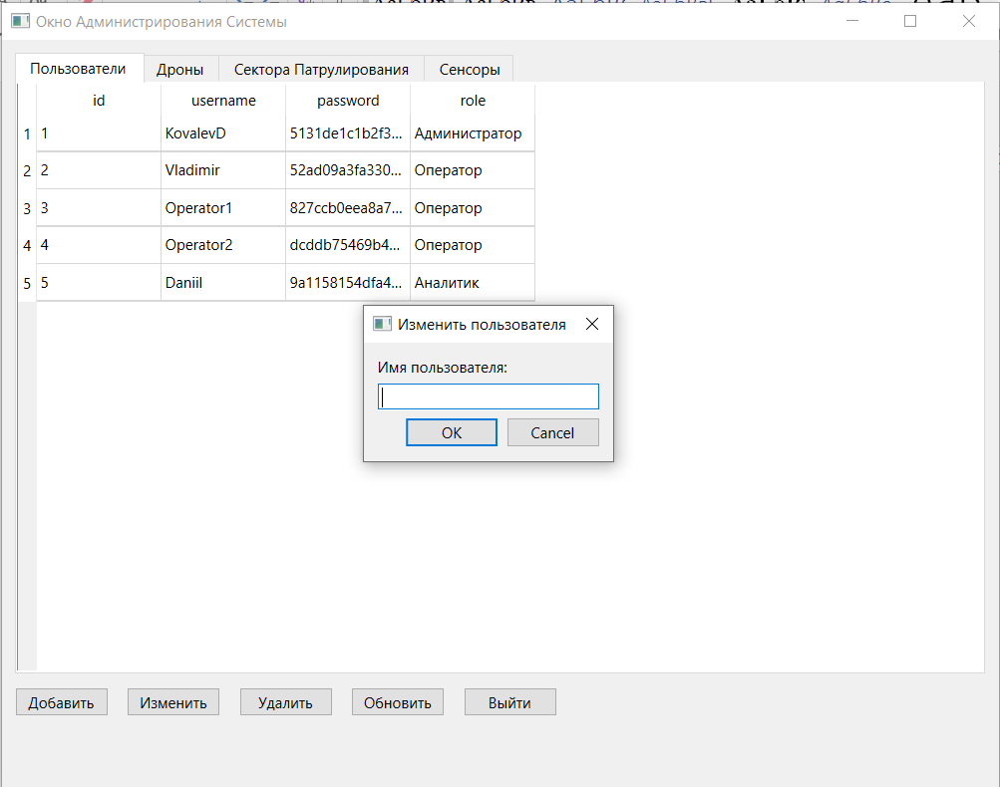 Окно Администрирования Системы
Пользователи Дроны Сектора Патрулирования Сенсоры
id username password role
1 1 KovalevD 5131de1c1b2f3... Администратор
2 2 Vladimir 52ad09a3fa330... Оператор
3 3 Operator1 827ccb0eea8a7... Оператор
4 4 Operator2 dcddb75469b4... Оператор
5 5 Daniil 9a1158154dfa4... Аналитик
Изменить пользователя
Имя пользователя:
OK Cancel
Добавить Изменить Удалить Обновить Выйти